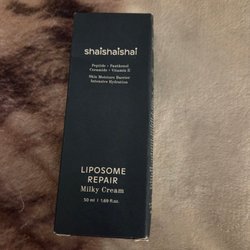 shaishaishai
Peptide · Panthenol
Ceramide · Vitamin E
Skin Moisture Barrier
Intensive Hydration
LIPOSOME
REPAIR
Milky Cream
50 ml / 1.69 fl.oz.